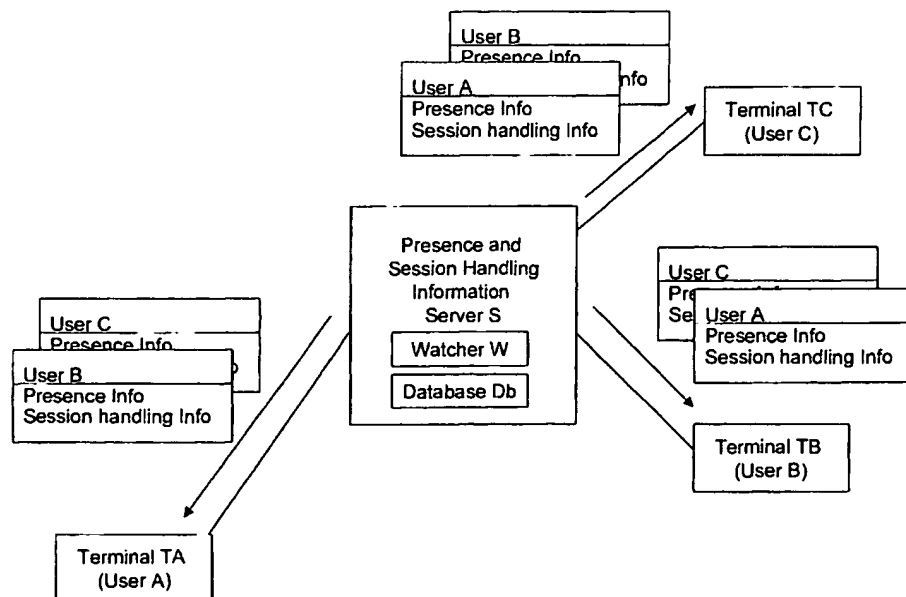 User B
Presence Info
nfo
User A
Presence Info
Session handling Info
Terminal TC
(User C)
Presence and
Session Handling
Information
Server S
Watcher W
Database Db
User C
Pre
Se
User A
Presence Info
Session handling Info
User C
Presence Info
User B
Presence Info
Session handling Info
Terminal TB
(User B)
Terminal TA
(User A)